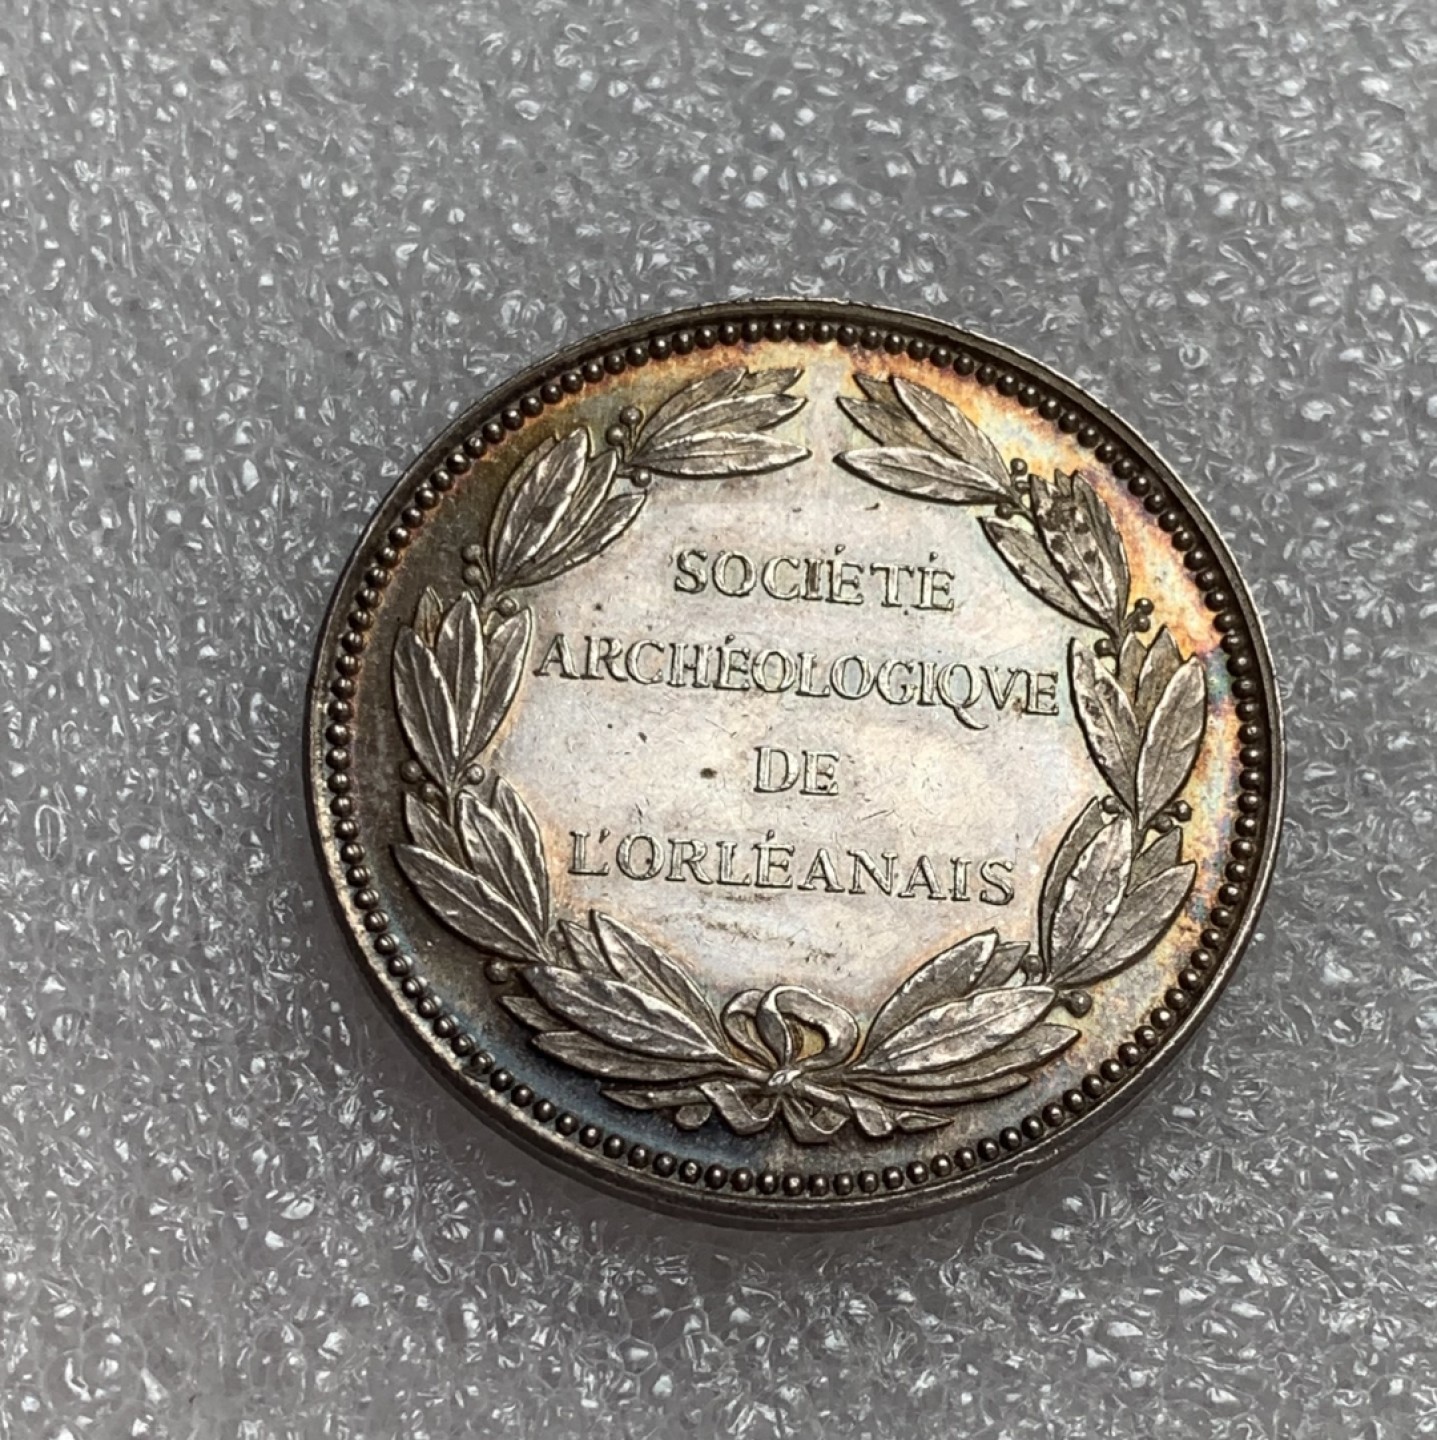 SOCIÉTÉ
ARCHÉOLOGIQVE
DE
L'ORLÉANAIS